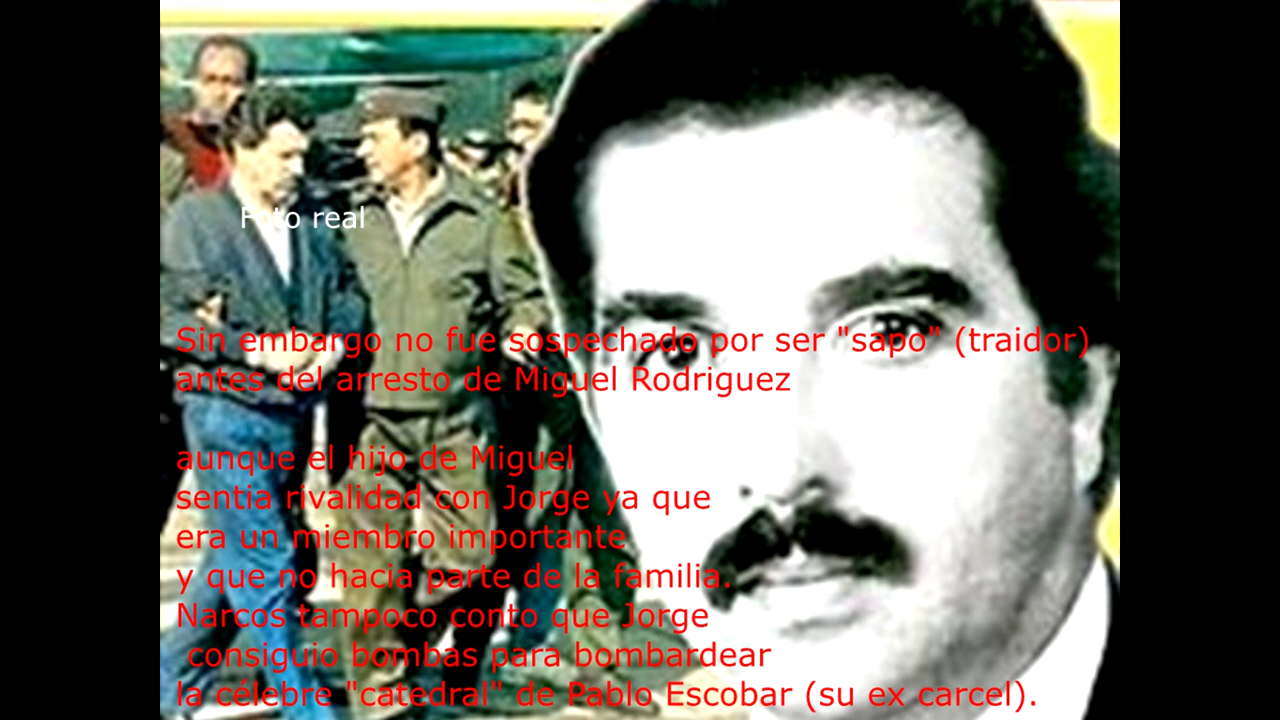 Foto real
Sin embargo no fue sospechado por ser "sapo" (traidor)
antes del arresto de Miguel Rodriguez
aunque el hijo de Miguel
sentia rivalidad con Jorge ya que
era un miembro importante
y que no hacia parte de la familia.
Narcos tampoco conto que Jorge
consiguio bombas para bombardear
la célebre "catedral" de Pablo Escobar (su ex carcel).